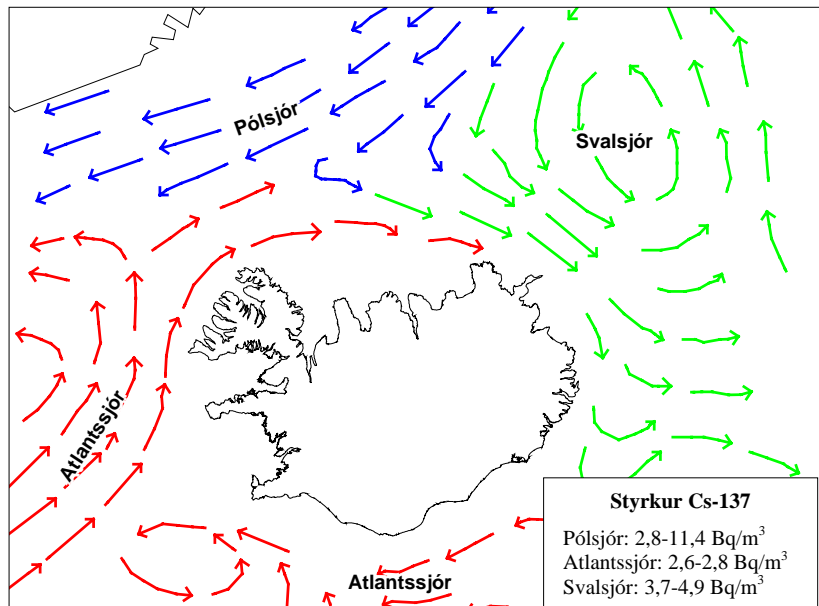 Pólsjór
Svalsjór
Atlantssjór
Atlantssjór
Styrkur Cs-137
Pólsjór: 2,8-11,4 Bq/m³
Atlantssjór: 2,6-2,8 Bq/m³
Svalsjór: 3,7-4,9 Bq/m³